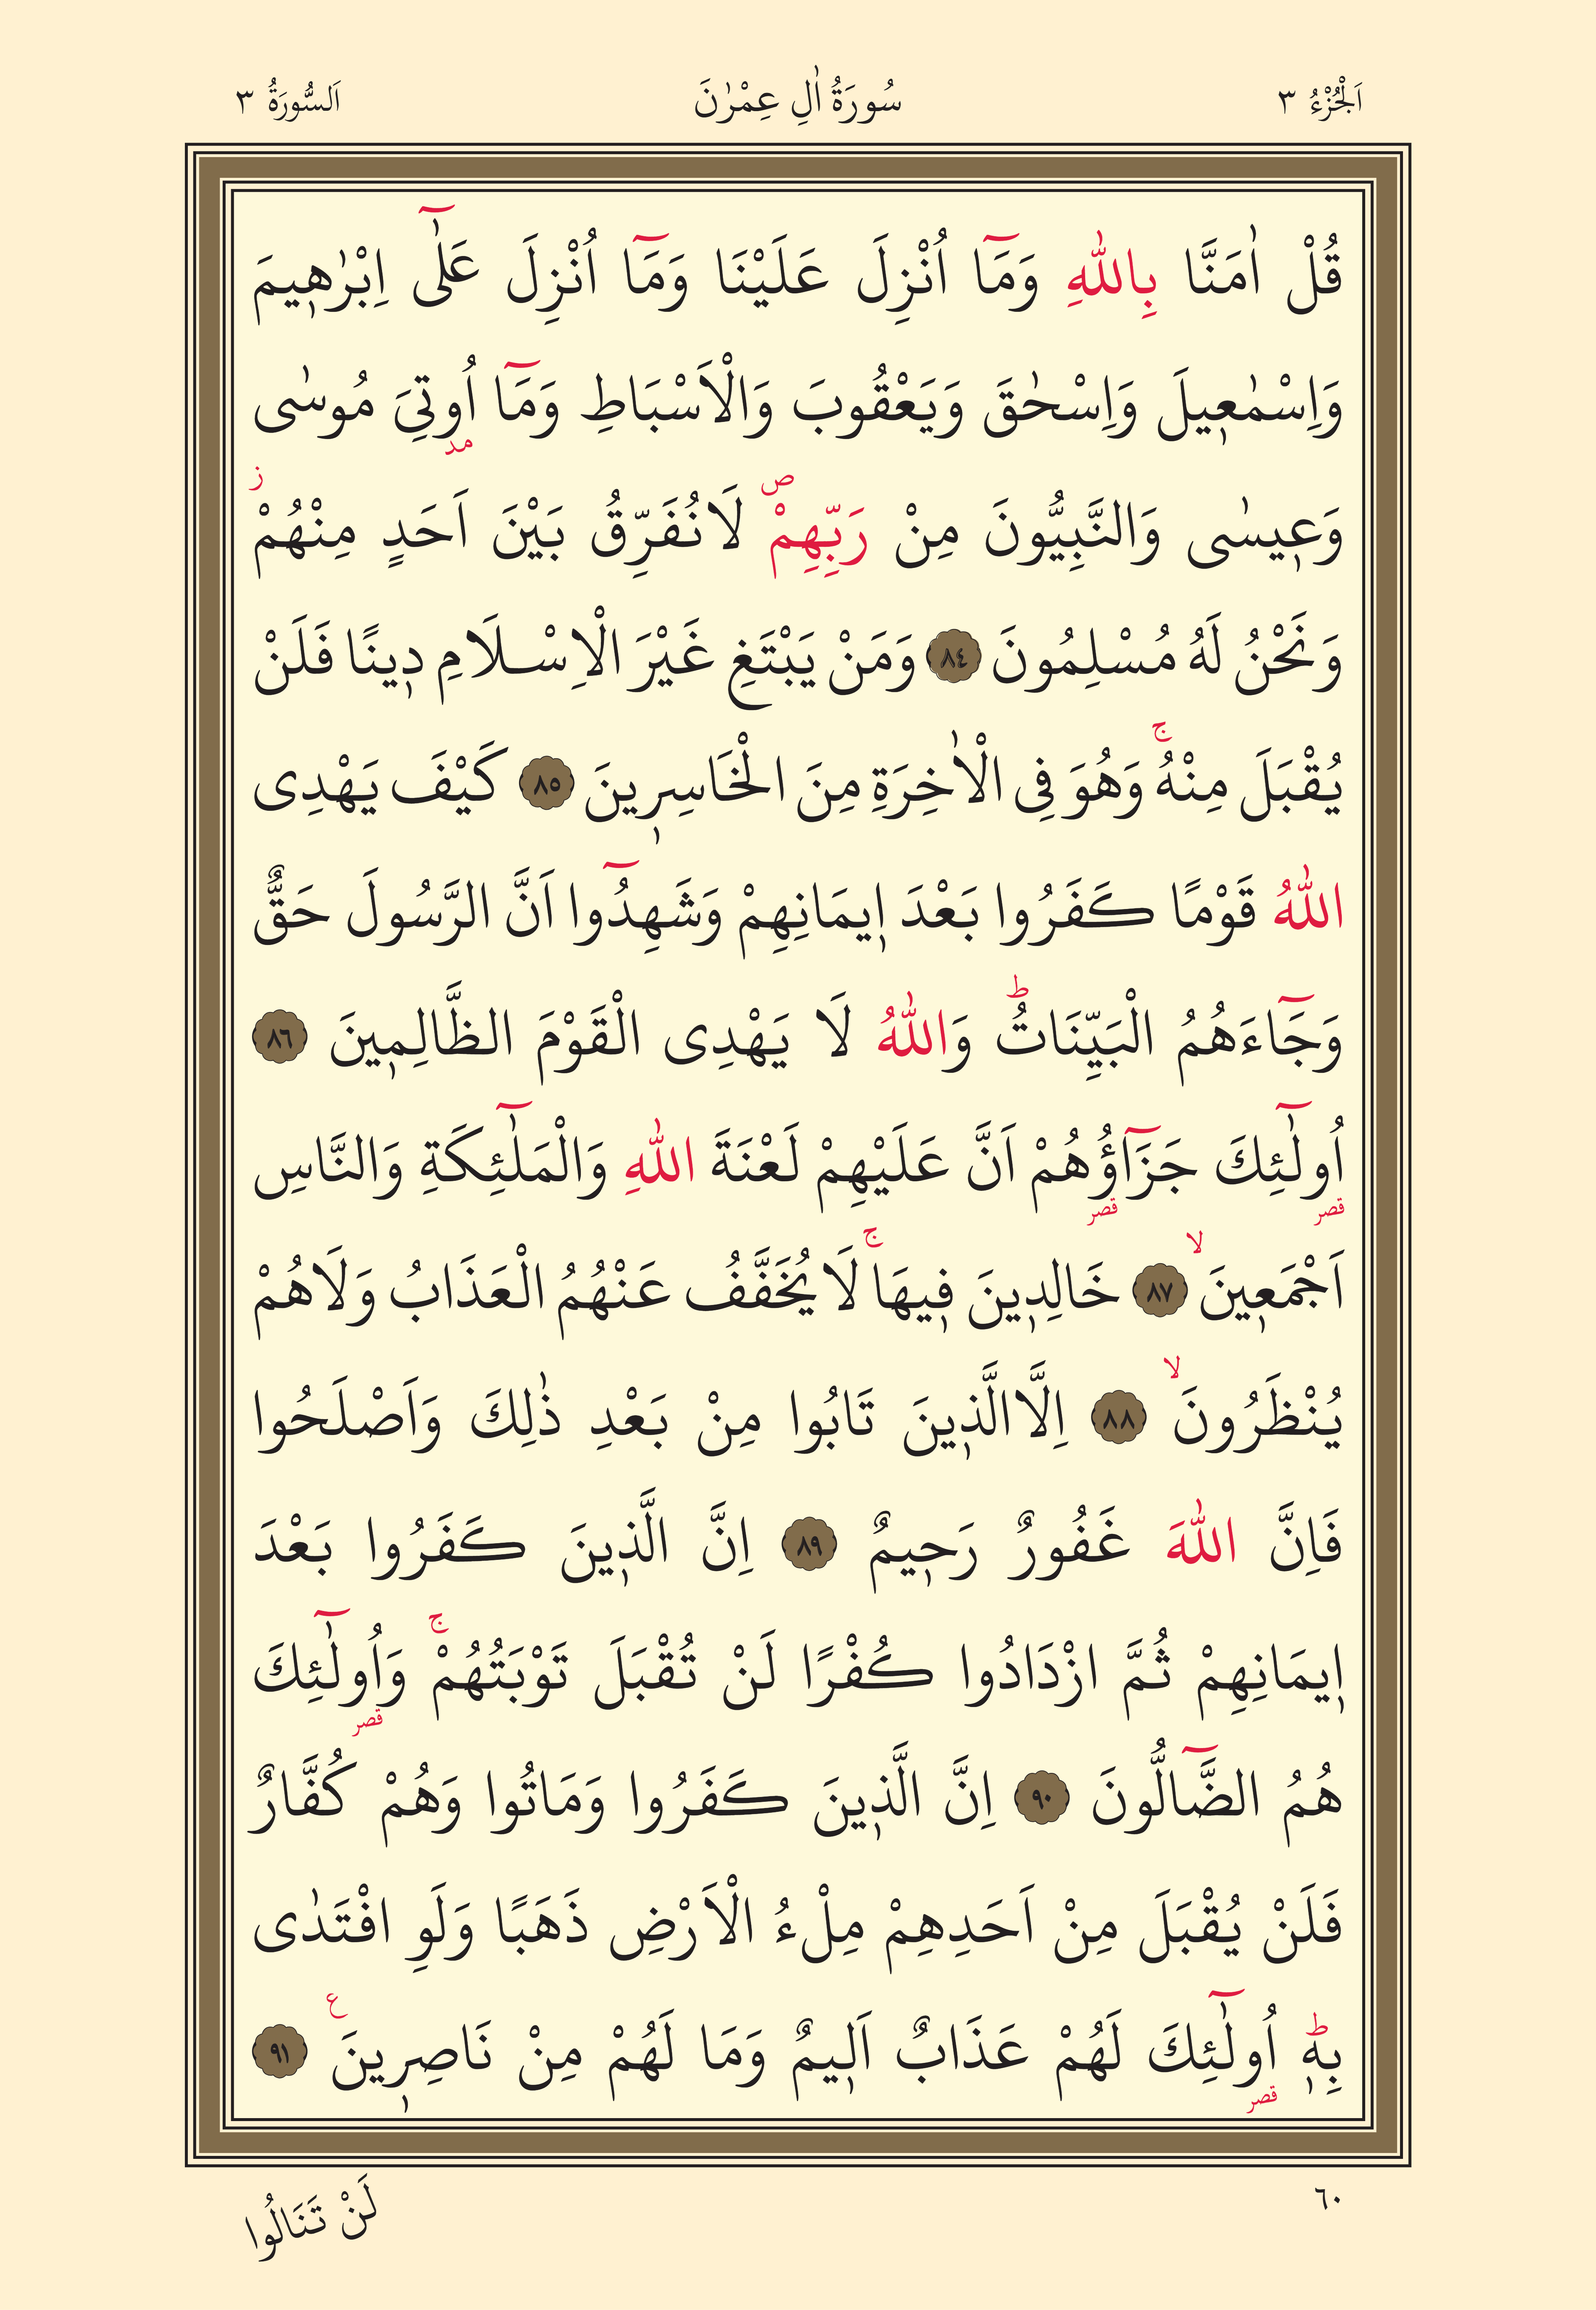 اَلْجُزْءُ ٣ سُورَةُ اٰلِ عِمْرٰنَ اَلسُّورَةُ ٣
قُلْ اٰمَنَّا بِاللّٰهِ وَمَٓا اُنْزِلَ عَلَيْنَا وَمَٓا اُنْزِلَ عَلٰٓى اِبْرٰه۪يمَ
وَاِسْمٰع۪يلَ وَاِسْحٰقَ وَيَعْقُوبَ وَالْاَسْبَاطِ وَمَٓا اُو۫تِيَ مُوسٰى
وَع۪يسٰى وَالنَّبِيُّونَ مِنْ رَبِّهِمْۖ لَا نُفَرِّقُ بَيْنَ اَحَدٍ مِنْهُمْۘ
وَنَحْنُ لَهُ مُسْلِمُونَ ﴿٨٤﴾ وَمَنْ يَبْتَغِ غَيْرَ الْاِسْلَامِ د۪ينًا فَلَنْ
يُقْبَلَ مِنْهُۚ وَهُوَ فِى الْاٰخِرَةِ مِنَ الْخَاسِر۪ينَ ﴿٨٥﴾ كَيْفَ يَهْدِى
اللّٰهُ قَوْمًا كَفَرُوا بَعْدَ ا۪يمَانِهِمْ وَشَهِدُٓوا اَنَّ الرَّسُولَ حَقٌّ
وَجَٓاءَهُمُ الْبَيِّنَاتُۜ وَاللّٰهُ لَا يَهْدِى الْقَوْمَ الظَّالِم۪ينَ ﴿٨٦﴾
اُو۬لٰٓئِكَ جَزَٓاؤُ۬هُمْ اَنَّ عَلَيْهِمْ لَعْنَةَ اللّٰهِ وَالْمَلٰٓئِكَةِ وَالنَّاسِ
اَجْمَع۪ينَۙ ﴿٨٧﴾ خَالِد۪ينَ ف۪يهَاۚ لَا يُخَفَّفُ عَنْهُمُ الْعَذَابُ وَلَا هُمْ
يُنْظَرُونَۙ ﴿٨٨﴾ اِلَّا الَّذ۪ينَ تَابُوا مِنْ بَعْدِ ذٰلِكَ وَاَصْلَحُوا
فَاِنَّ اللّٰهَ غَفُورٌ رَح۪يمٌ ﴿٨٩﴾ اِنَّ الَّذ۪ينَ كَفَرُوا بَعْدَ
ا۪يمَانِهِمْ ثُمَّ ازْدَادُوا كُفْرًا لَنْ تُقْبَلَ تَوْبَتُهُمْۚ وَاُو۬لٰٓئِكَ
هُمُ الضَّٓالُّونَ ﴿٩٠﴾ اِنَّ الَّذ۪ينَ كَفَرُوا وَمَاتُوا وَهُمْ كُفَّارٌ
فَلَنْ يُقْبَلَ مِنْ اَحَدِهِمْ مِلْءُ الْاَرْضِ ذَهَبًا وَلَوِ افْتَدٰى
بِه۪ۜ اُو۬لٰٓئِكَ لَهُمْ عَذَابٌ اَل۪يمٌ وَمَا لَهُمْ مِنْ نَاصِر۪ينَ ع ﴿٩١﴾
٦٠ لَنْ تَنَالُوا